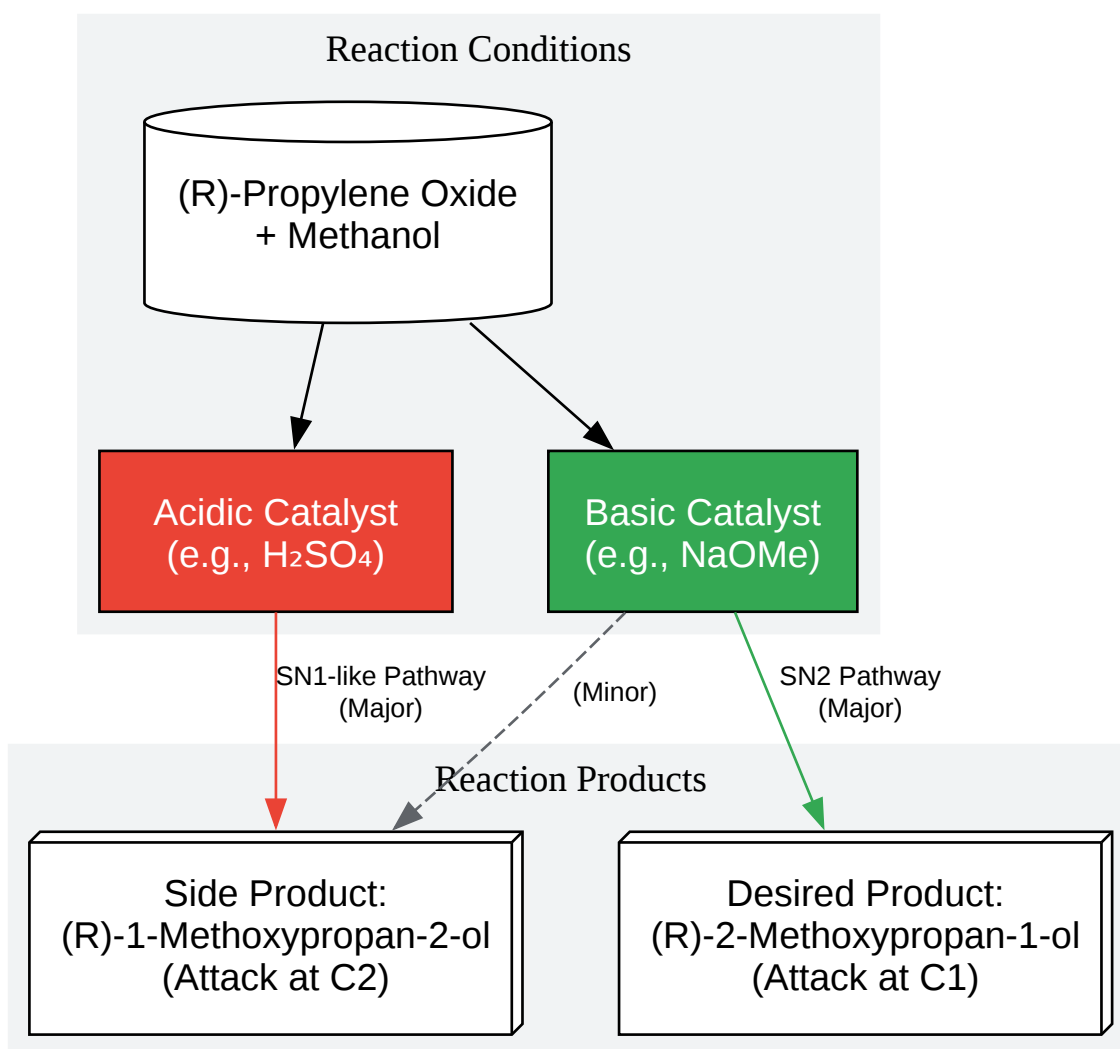 Reaction Conditions
(R)-Propylene Oxide
+ Methanol
Acidic Catalyst
(e.g., H₂SO₄)
Basic Catalyst
(e.g., NaOMe)
SN1-like Pathway
(Major)
(Minor)
SN2 Pathway
(Major)
Reaction Products
Side Product:
(R)-1-Methoxypropan-2-ol
(Attack at C2)
Desired Product:
(R)-2-Methoxypropan-1-ol
(Attack at C1)